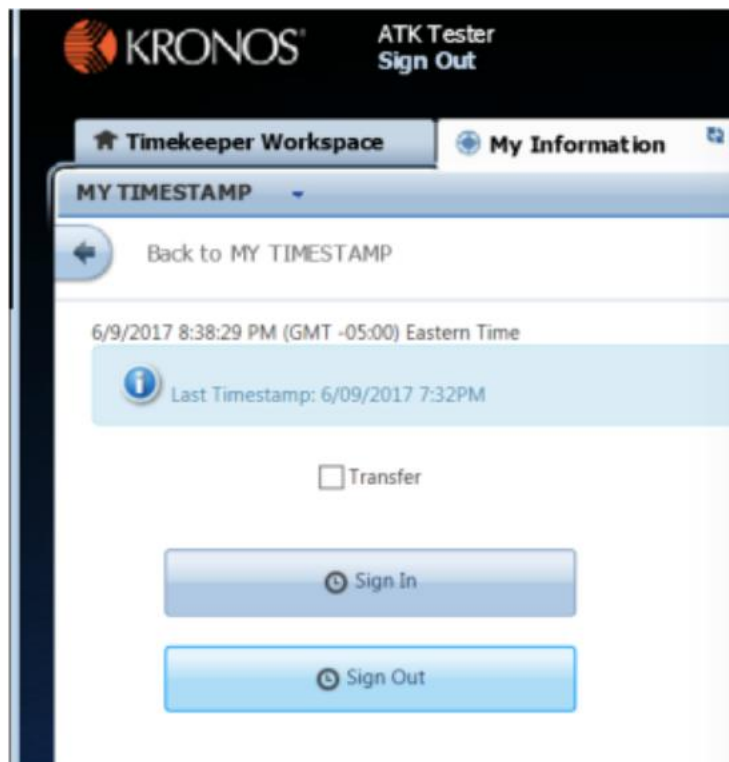 KRONOS
ATK Tester
Sign Out
Timekeeper Workspace
My Information
MY TIMESTAMP
Back to MY TIMESTAMP
6/9/2017 8:38:29 PM (GMT -05:00) Eastern Time
Last Timestamp: 6/09/2017 7:32PM
Transfer
Sign In
Sign Out